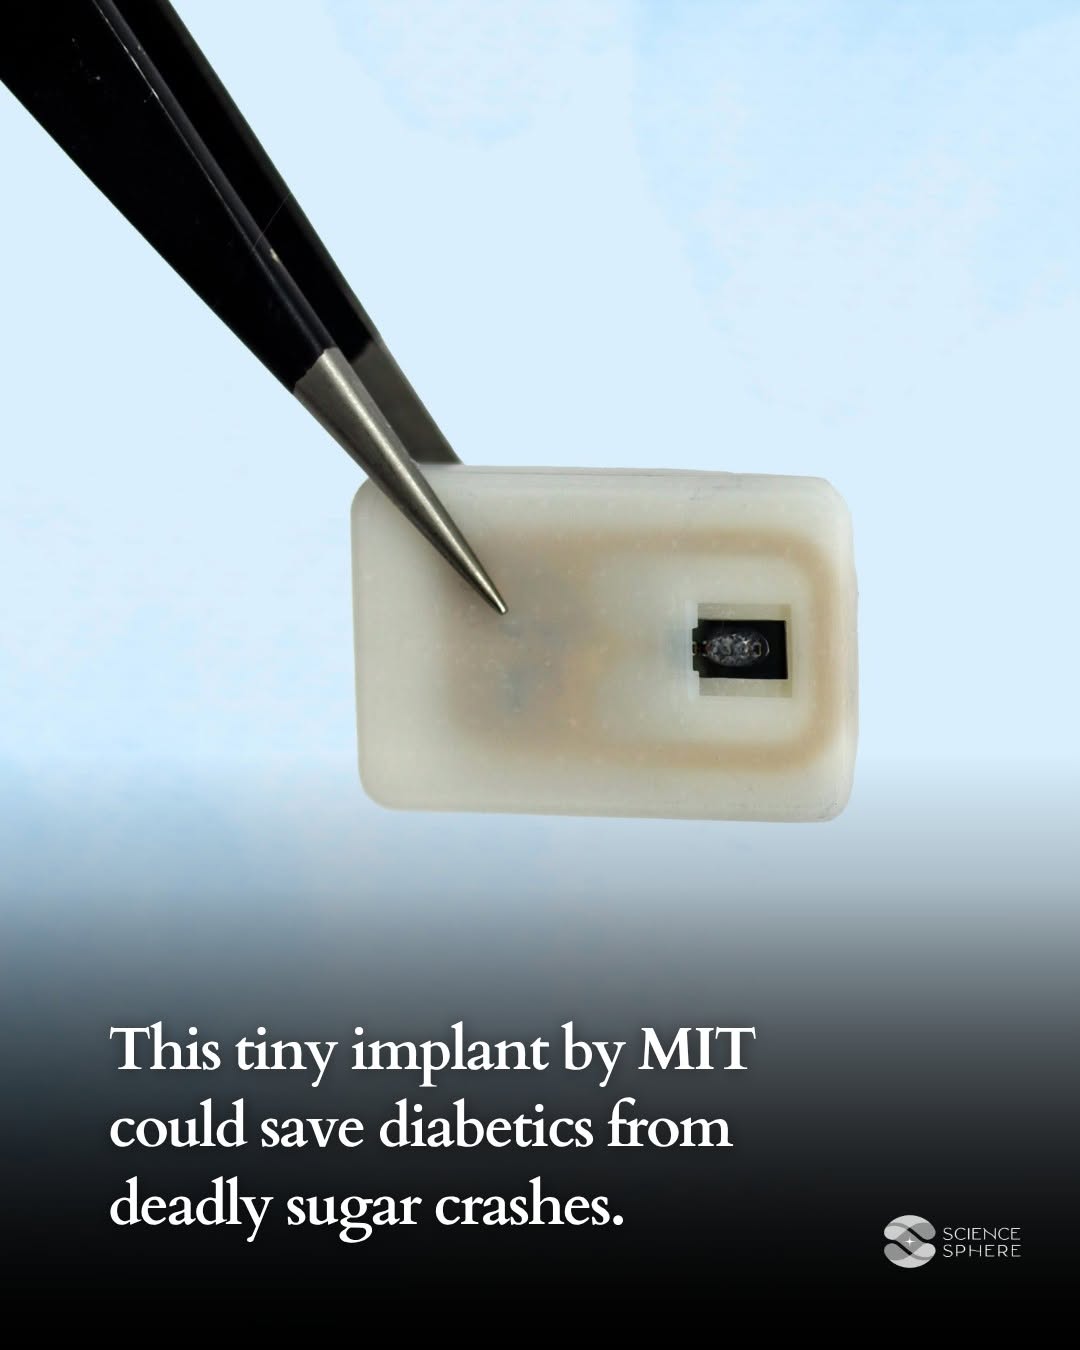 This tiny implant by MIT
could save diabetics from
deadly sugar crashes.
SCIENCE
SPHERE